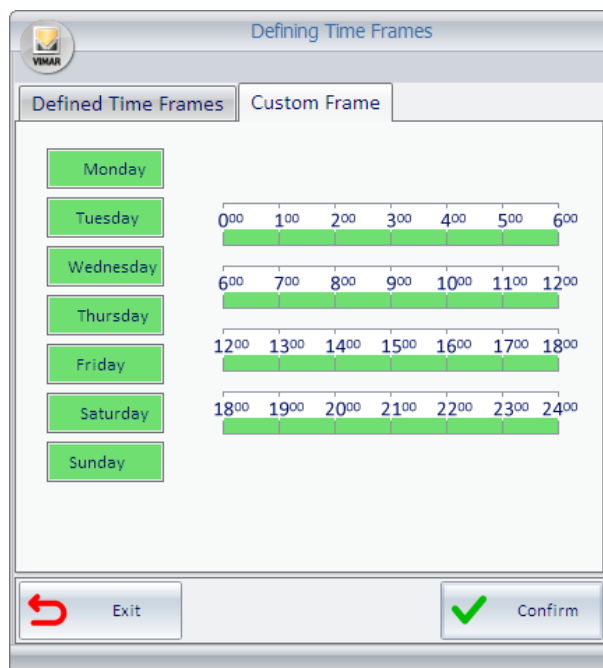 Defining Time Frames
VIMAR
Defined Time Frames
Custom Frame
Monday
Tuesday
Wednesday
Thursday
Friday
Saturday
Sunday
0⁰⁰ 1⁰⁰ 2⁰⁰ 3⁰⁰ 4⁰⁰ 5⁰⁰ 6⁰⁰
6⁰⁰ 7⁰⁰ 8⁰⁰ 9⁰⁰ 10⁰⁰ 11⁰⁰ 12⁰⁰
12⁰⁰ 13⁰⁰ 14⁰⁰ 15⁰⁰ 16⁰⁰ 17⁰⁰ 18⁰⁰
18⁰⁰ 19⁰⁰ 20⁰⁰ 21⁰⁰ 22⁰⁰ 23⁰⁰ 24⁰⁰
Exit
Confirm